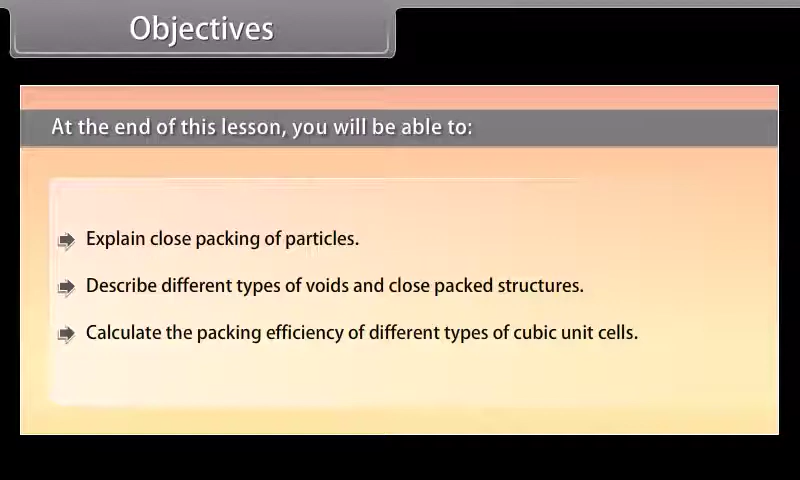 Objectives
At the end of this lesson, you will be able to:
Explain close packing of particles.
Describe different types of voids and close packed structures.
Calculate the packing efficiency of different types of cubic unit cells.